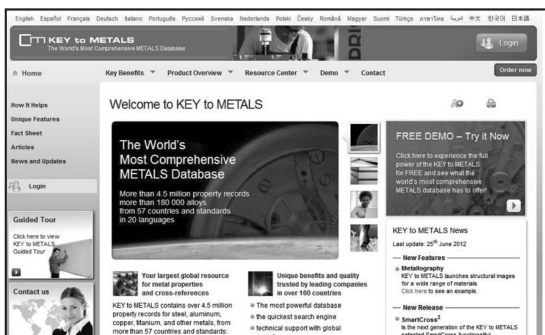 English Español Français Deutsch Italiano Português Русский Svenska Nederlands Polski Česky Română Magyar Suomi Türkçe ภาษาไทย العربية 中文 한국어 日本語
KEY to METALS
The World's Most Comprehensive METALS Database
DRI
Login
Home
Key Benefits
Product Overview
Resource Center
Demo
Contact
Order now
How It Helps
Unique Features
Fact Sheet
Articles
News and Updates
Login
Guided Tour
Click here to view
KEY to METALS
Guided Tour
Contact us
Welcome to KEY to METALS
The World's
Most Comprehensive
METALS Database
More than 4.5 million property records
more than 180 000 alloys
from 57 countries and standards
in 20 languages
Your largest global resource
for metal properties
and cross-references
KEY to METALS contains over 4.5 million
property records for steel, aluminum,
copper, titanium, and other metals, from
more than 57 countries and standards:
Unique benefits and quality
trusted by leading companies
in over 160 countries
The most powerful database
the quickest search engine
technical support with global
FREE DEMO – Try it Now
Click here to experience the full
power of the KEY to METALS
for FREE and see what the
world's most comprehensive
METALS database has to offer!
KEY to METALS News
Last update: 25th June 2012
New Features
Metallography
KEY to METALS launches structural images
for a wide range of materials
Click here to see an example.
New Release
SmartCross²
Is the next generation of the KEY to METALS